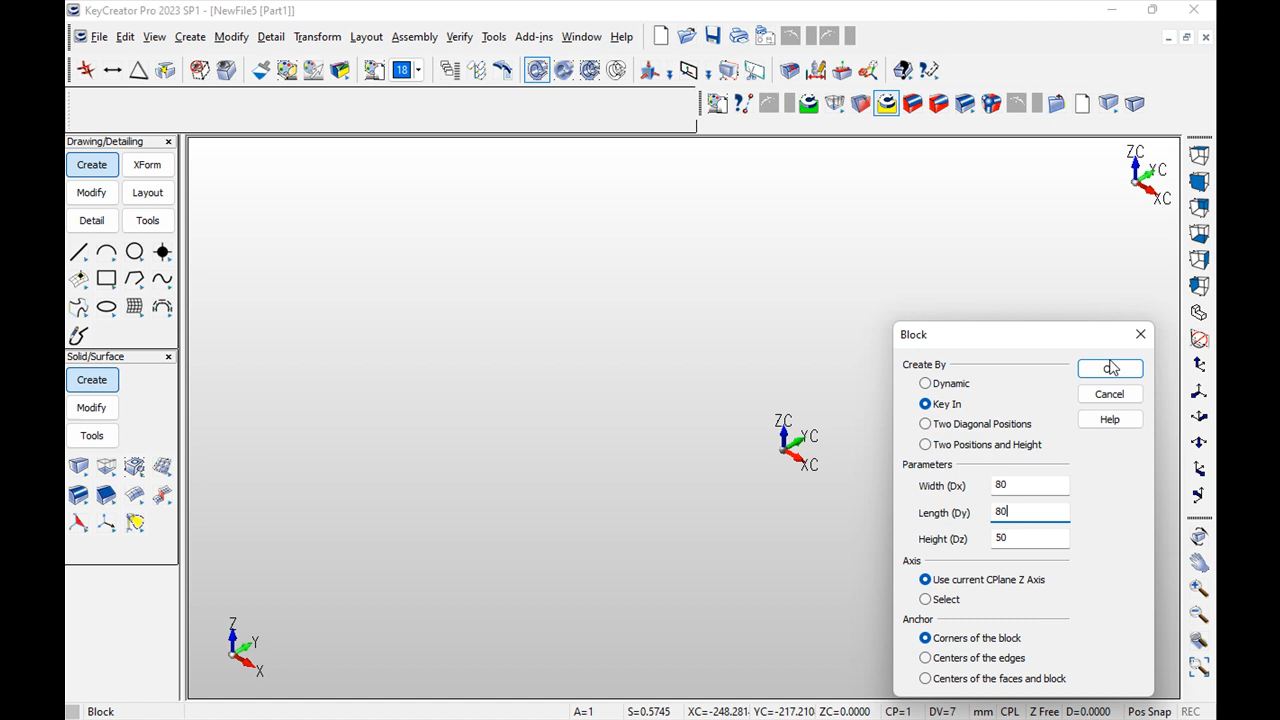 KeyCreator Pro 2023 SP1 - [NewFile5 [Part1]]
File Edit View Create Modify Detail Transform Layout Assembly Verify Tools Add-ins Window Help
18
Drawing/Detailing
Create XForm
Modify Layout
Detail Tools
Solid/Surface
Create
Modify
Tools
ZC
YC
XC
ZC
YC
XC
Z
Y
X
Block
Create By
Dynamic
Key In
Cancel
Two Diagonal Positions
Help
Two Positions and Height
Parameters
Width (Dx) 80
Length (Dy) 80
Height (Dz) 50
Axis
Use current CPlane Z Axis
Select
Anchor
Corners of the block
Centers of the edges
Centers of the faces and block
Block A=1 S=0.5745 XC=-248.281 YC=-217.210 ZC=0.0000 CP=1 DV=7 mm CPL Z Free D=0.0000 Pos Snap REC